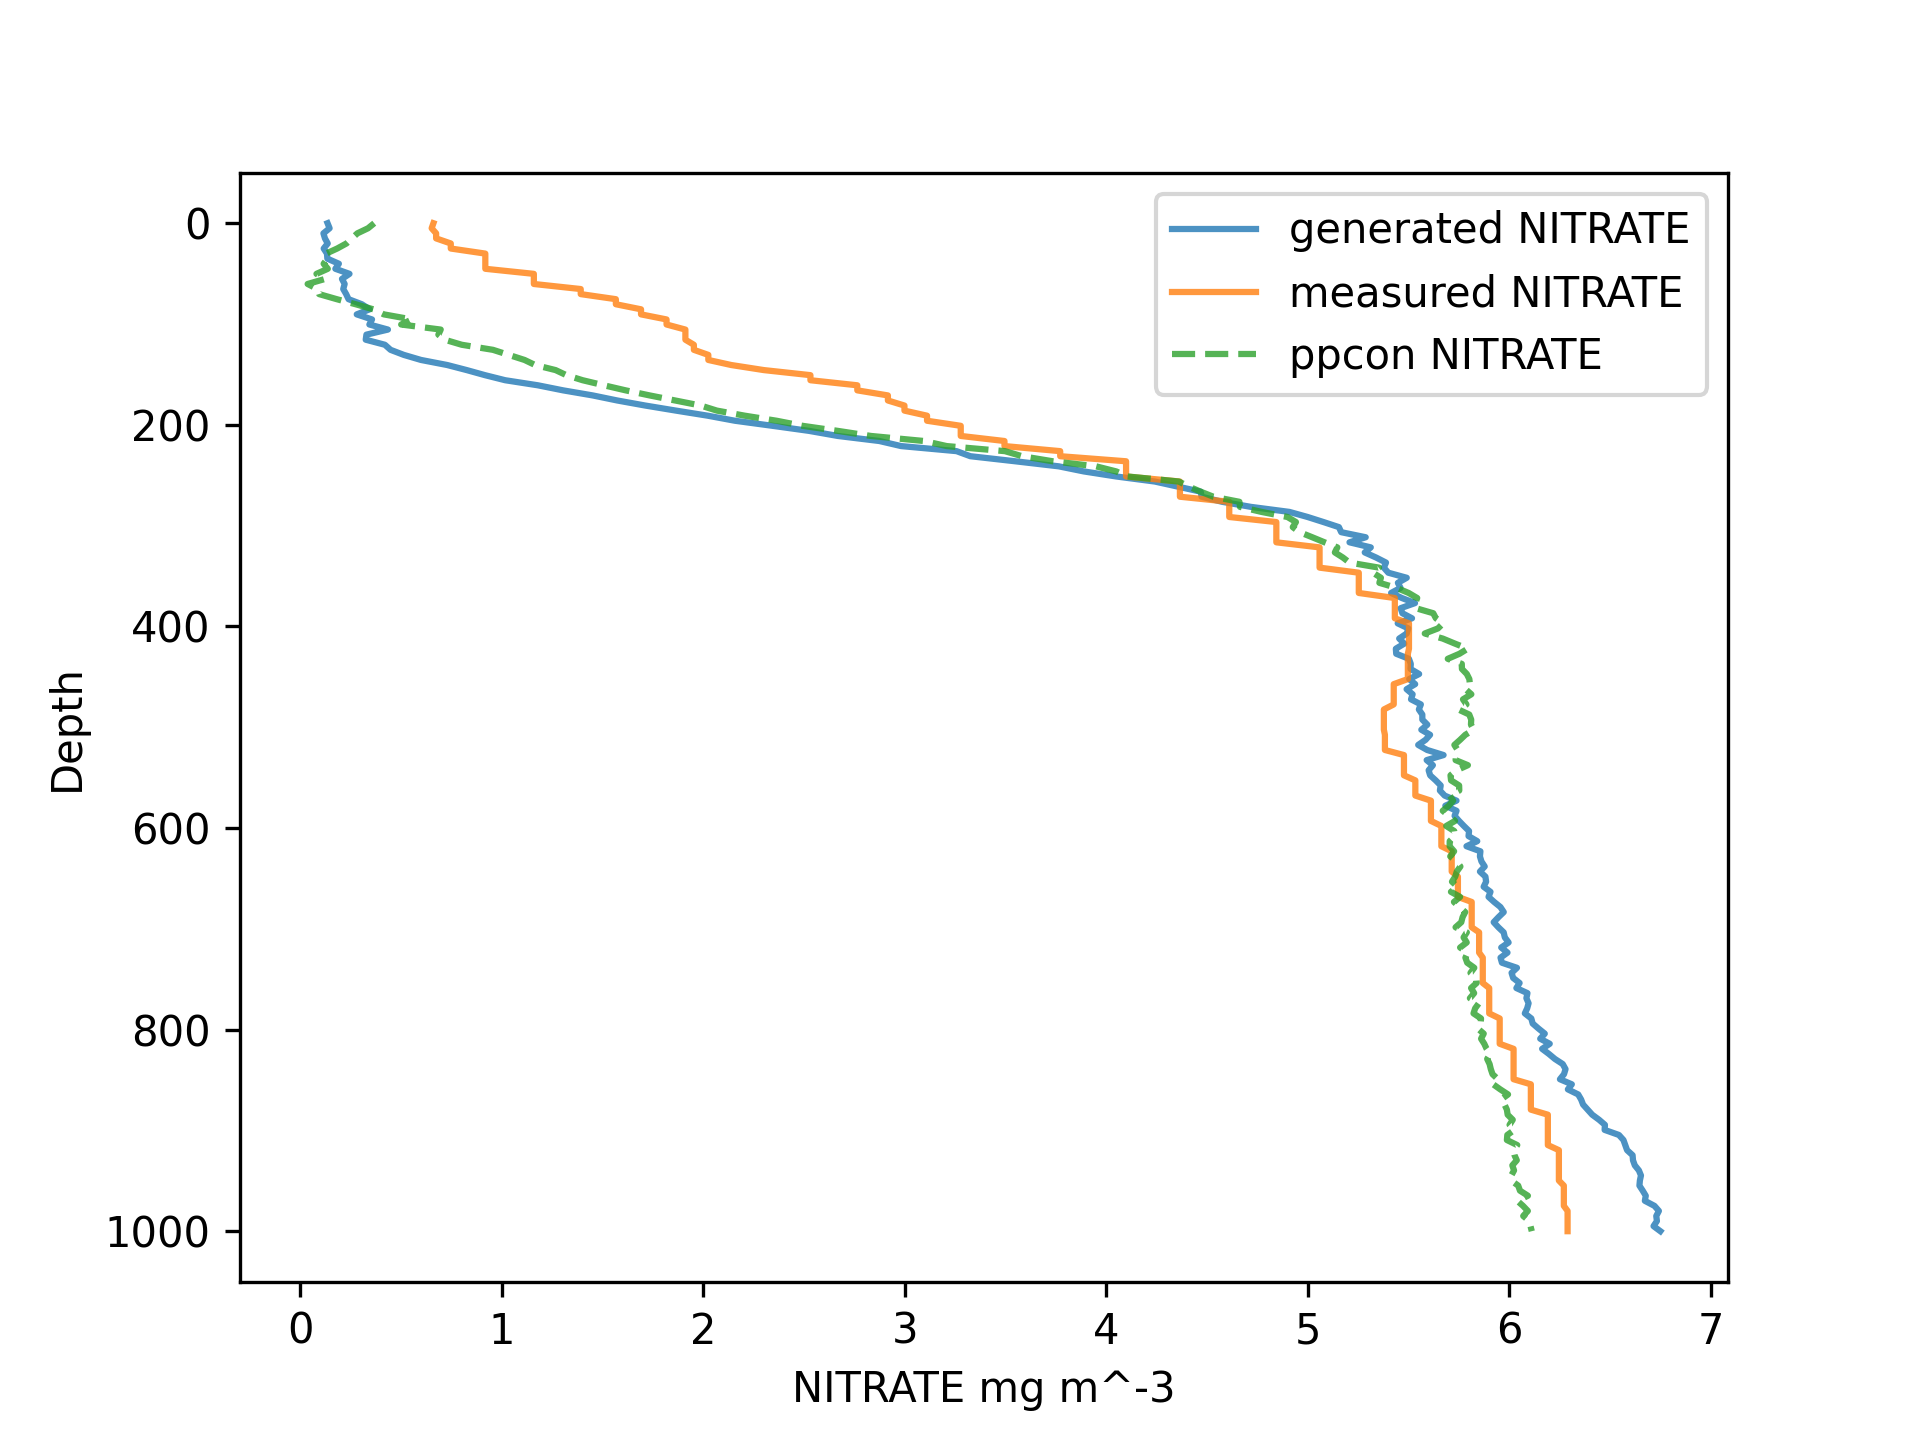 generated NITRATE
measured NITRATE
ppcon NITRATE
0
200
400
600
800
1000
Depth
0 1 2 3 4 5 6 7
NITRATE mg m^-3